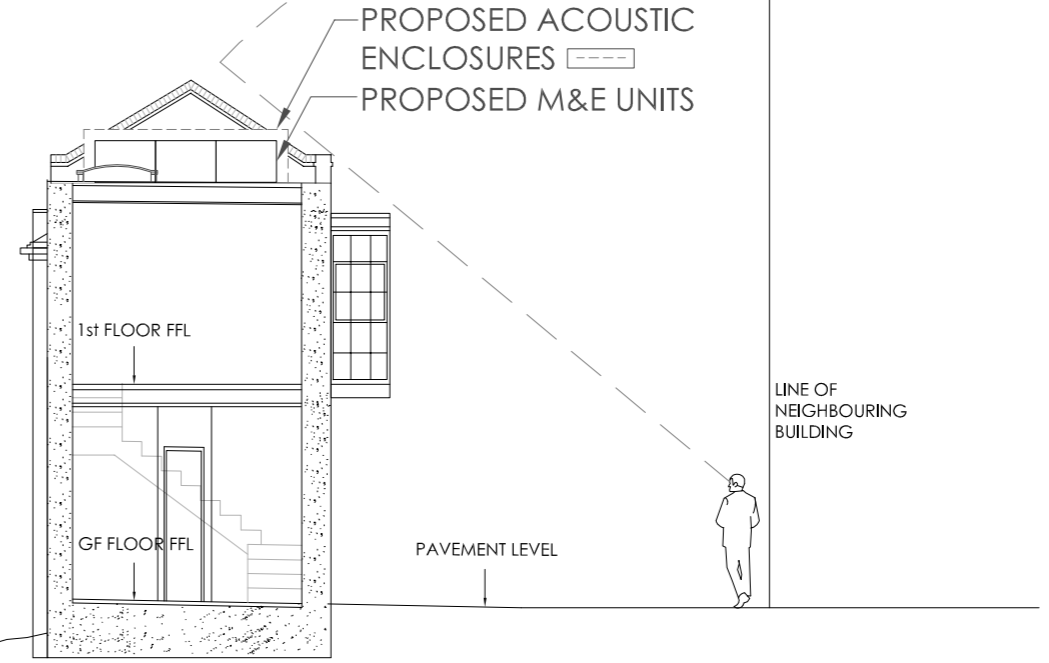 PROPOSED ACOUSTIC
ENCLOSURES
PROPOSED M&E UNITS
1st FLOOR FFL
LINE OF
NEIGHBOURING
BUILDING
GF FLOOR FFL
PAVEMENT LEVEL